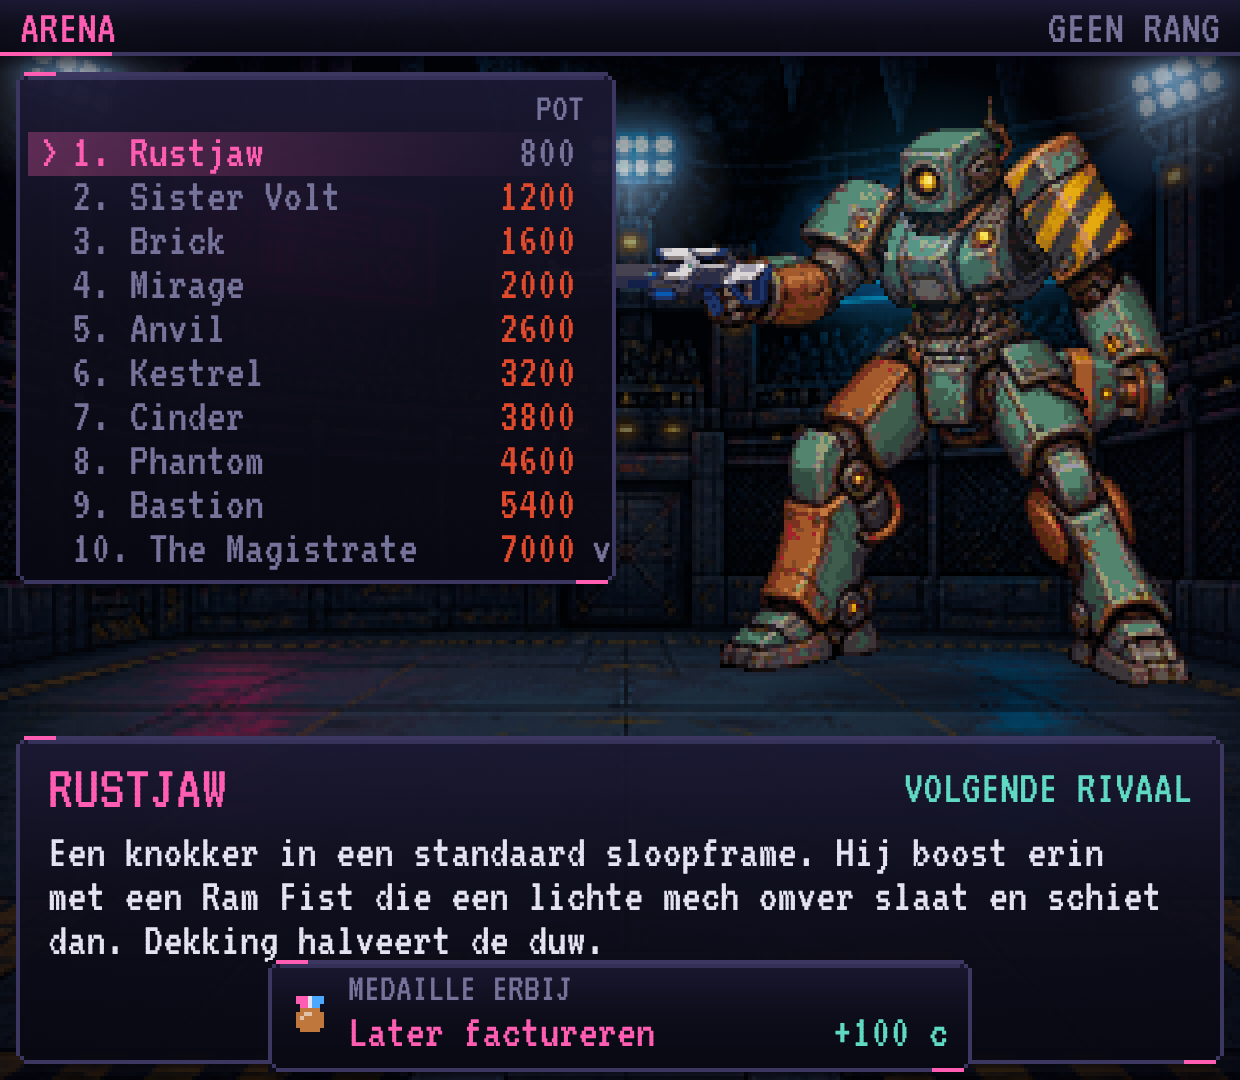 ARENA
GEEN RANG
POT
> 1. Rustjaw 800
2. Sister Volt 1200
3. Brick 1600
4. Mirage 2000
5. Anvil 2600
6. Kestrel 3200
7. Cinder 3800
8. Phantom 4600
9. Bastion 5400
10. The Magistrate 7000 v
RUSTJAW
VOLGENDE RIVAAL
Een knokker in een standaard sloopframe. Hij boost erin
met een Ram Fist die een lichte mech omver slaat en schiet
dan. Dekking halveert de duw.
MEDAILLE ERBIJ
Later factureren +100 c